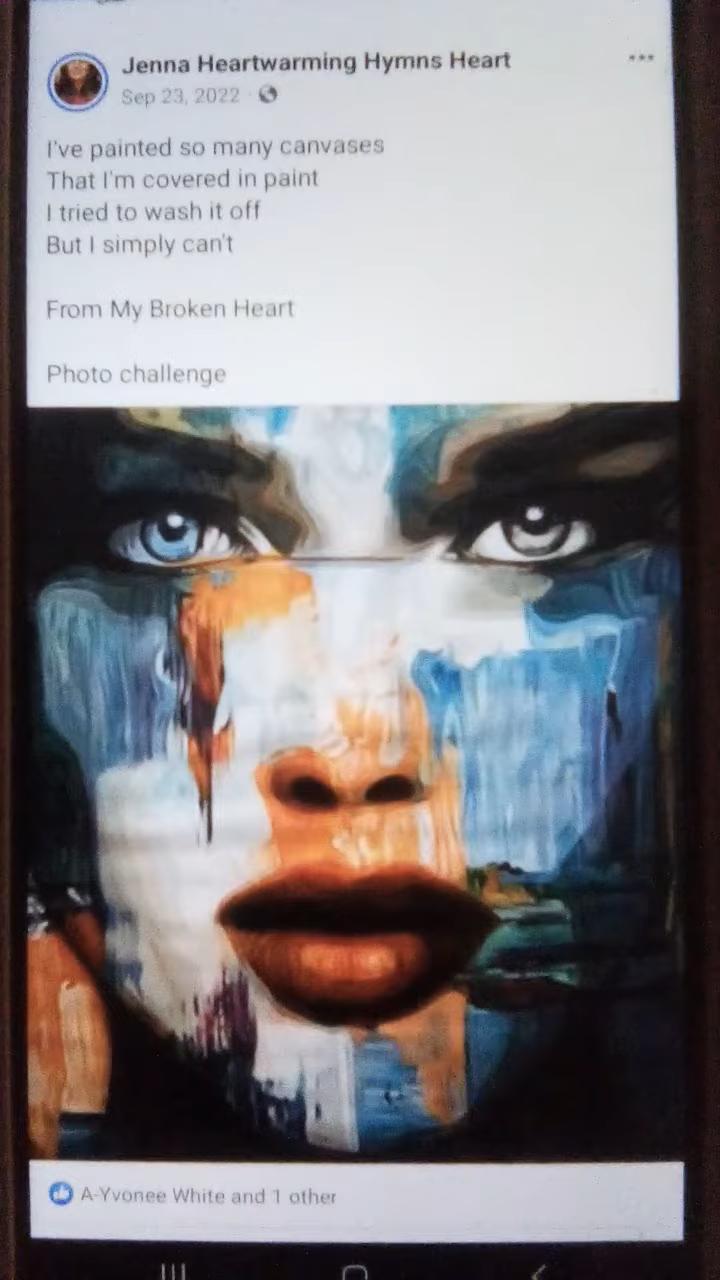 Jenna Heartwarming Hymns Heart
Sep 23, 2022
I've painted so many canvases
That I'm covered in paint
I tried to wash it off
But I simply can't
From My Broken Heart
Photo challenge
A-Yvonee White and 1 other